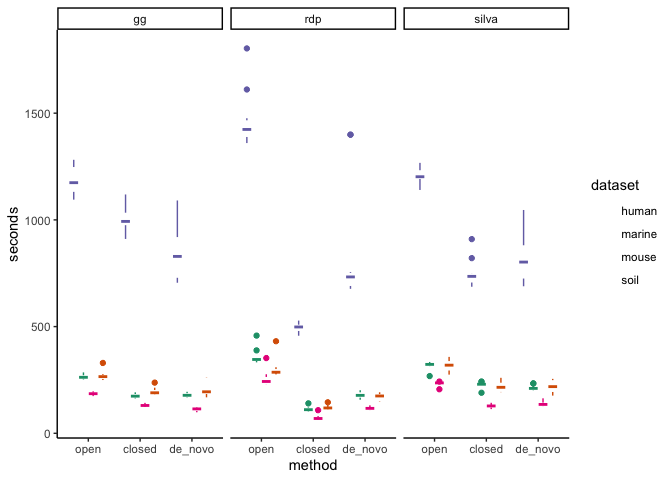 gg rdp silva
1500
1000
500
0
seconds
open closed de_novo open closed de_novo open closed de_novo
method
dataset
human
marine
mouse
soil